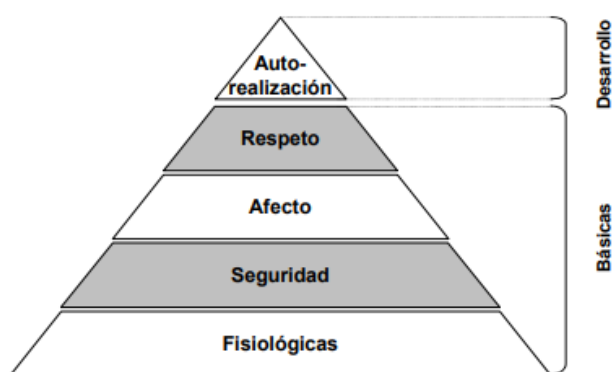 Auto-
realización
Respeto
Afecto
Seguridad
Fisiológicas
Desarrollo
Básicas